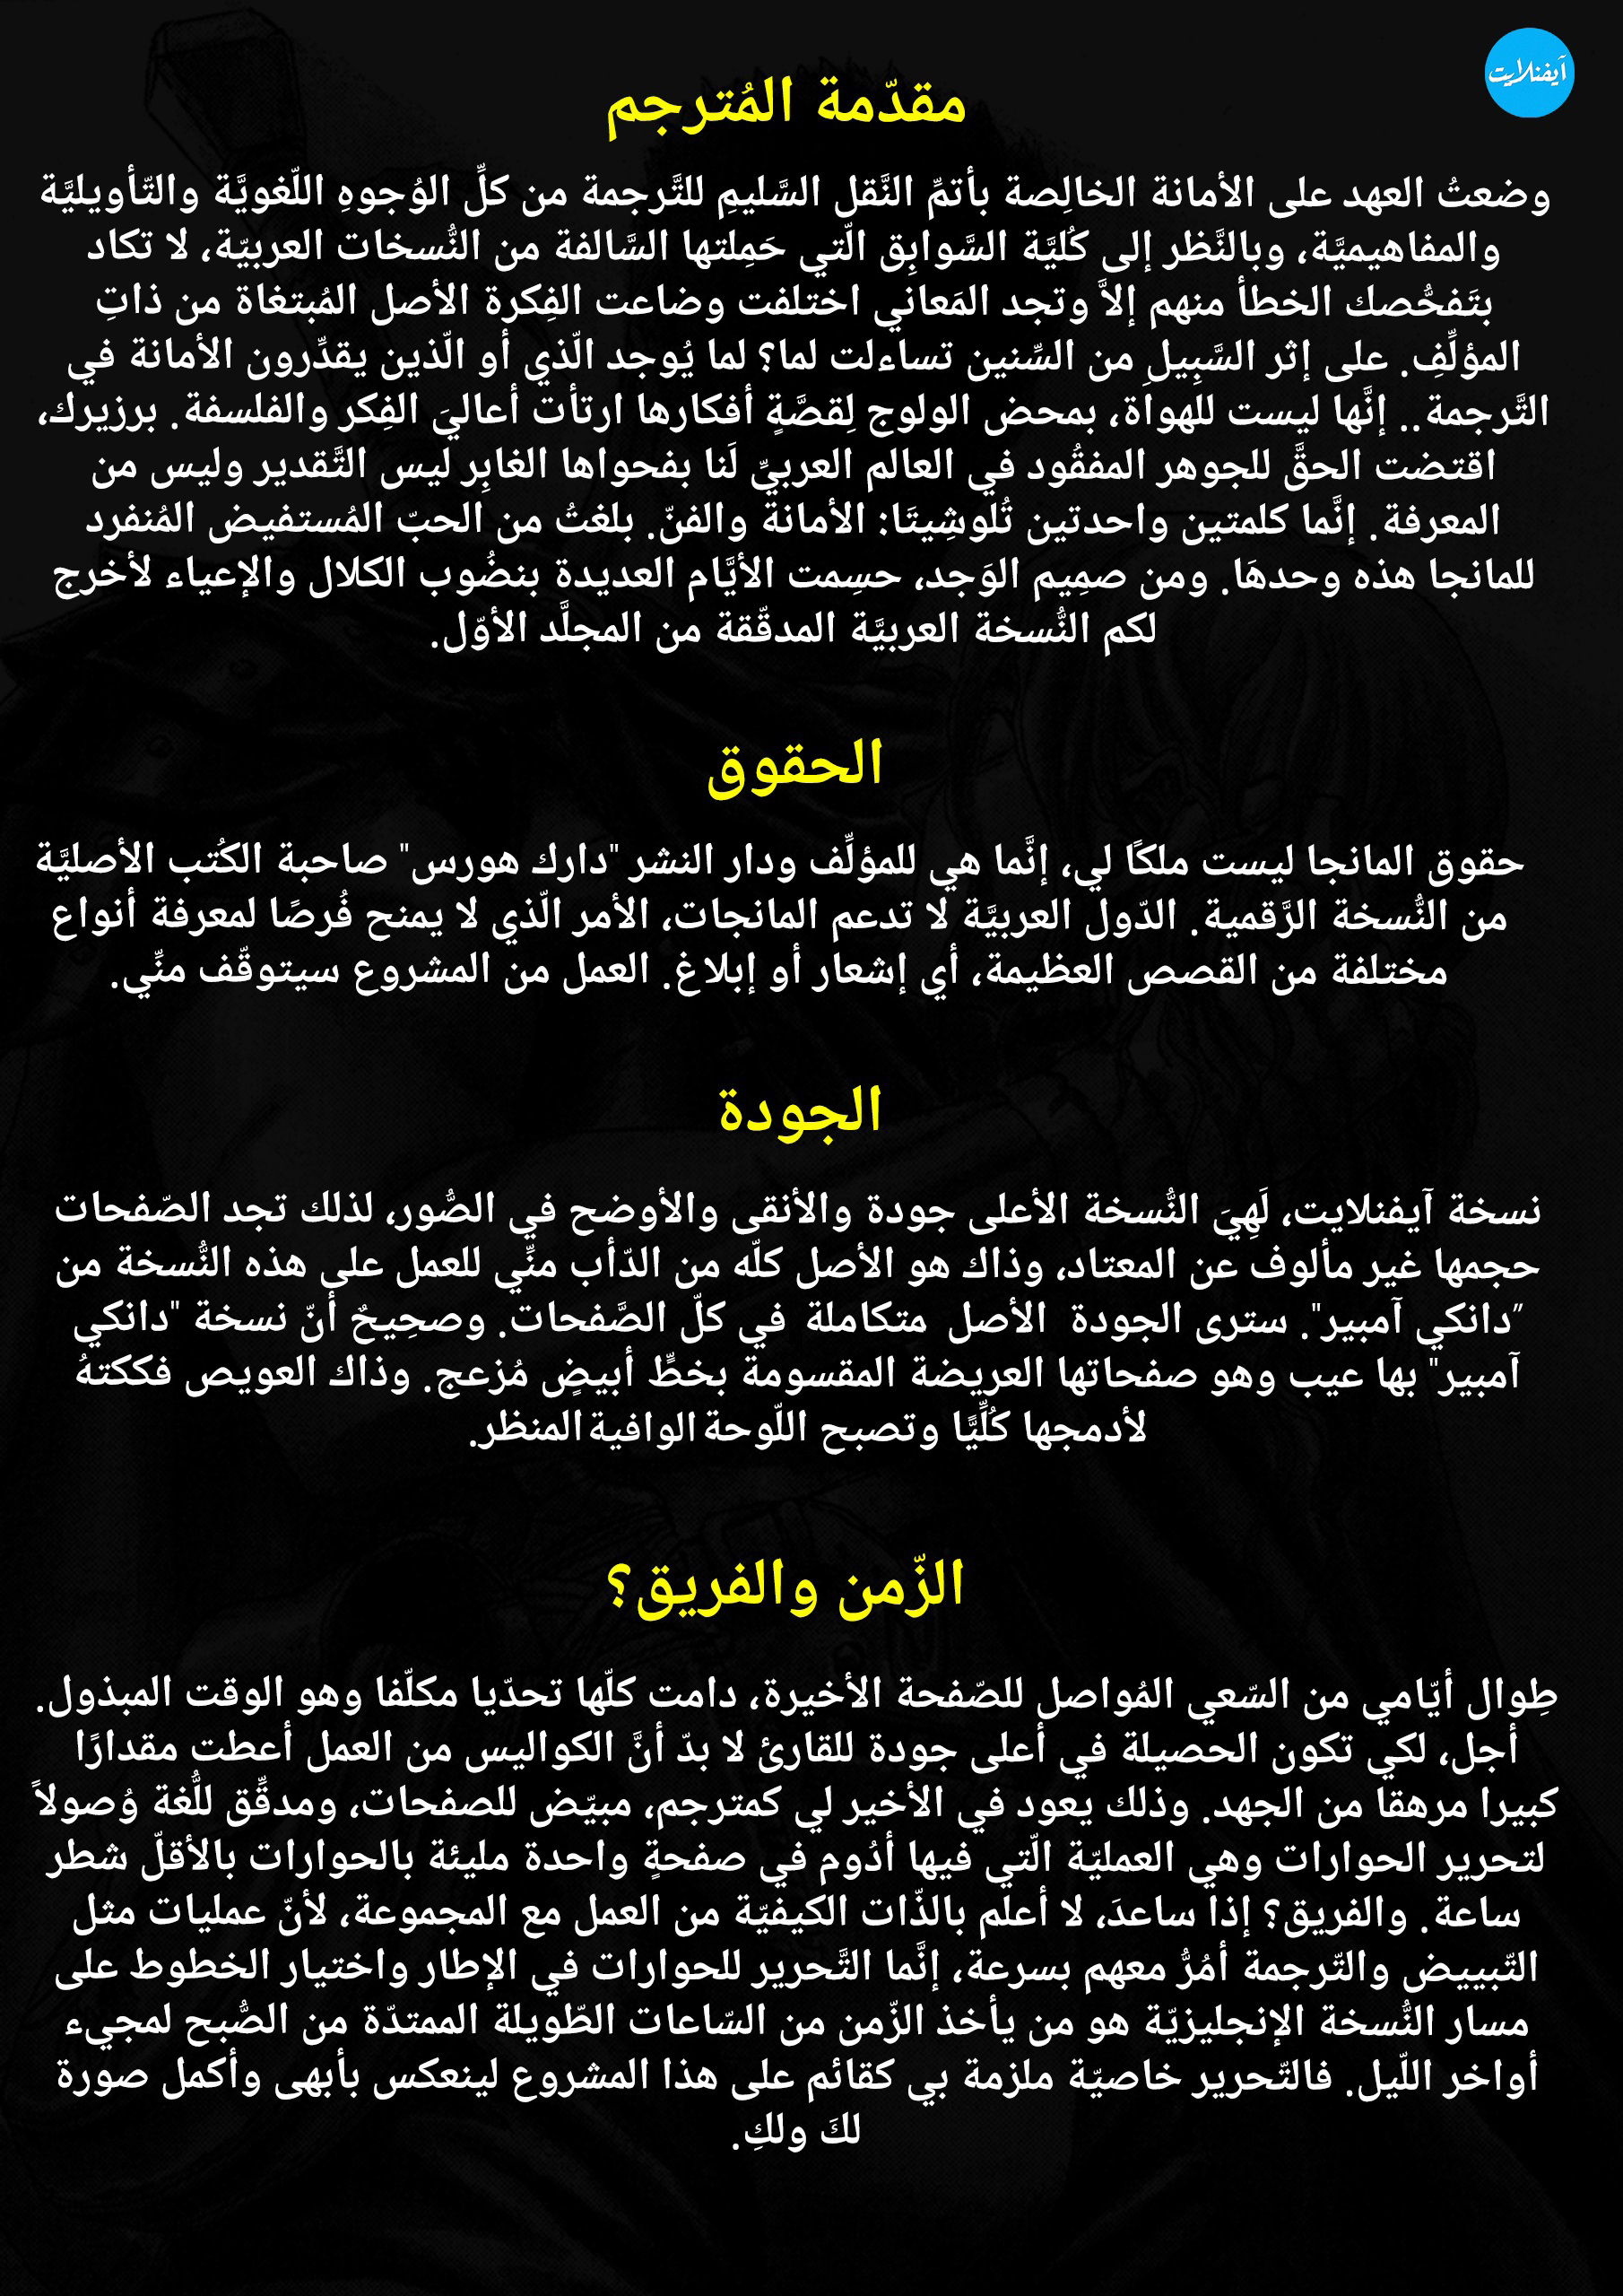 آيفنلايت
مقدّمة المُترجم
وضعتُ العهد على الأمانة الخالِصة بأتمِّ النَّقل السَّليمِ للتَّرجمة من كلِّ الوُجوهِ اللّغويَّة والتّأويليَّة
والمفاهيميَّة، وبالنَّظر إلى كُليَّة السَّوابِق الّتي حَمِلتها السَّالفة من النُّسخات العربيّة، لا تكاد
بتَفحُّصك الخطأ منهم إلاَّ وتجد المَعاني اختلفت وضاعت الفِكرة الأصل المُبتغاة من ذاتِ
المؤلِّفِ. على إثر السَّبِيلِ من السِّنين تساءلت لما؟ لما يُوجد الّذي أو الّذين يقدِّرون الأمانة في
التَّرجمة.. إنَّها ليست للهواة، بمحض الولوج لِقصَّةٍ أفكارها ارتأت أعاليَ الفِكر والفلسفة. برزيرك،
اقتضت الحقَّ للجوهر المفقُود في العالم العربيِّ لَنا بفحواها الغابِر ليس التَّقدير وليس من
المعرفة. إنَّما كلمتين واحدتين تُلوشِيتَا: الأمانة والفنّ. بلغتُ من الحبّ المُستفيض المُنفرد
للمانجا هذه وحدهَا. ومن صمِيم الوَجد، حسِمت الأيَّام العديدة بنضُوب الكلال والإعياء لأخرج
لكم النُّسخة العربيَّة المدقّقة من المجلَّد الأوّل.
الحقوق
حقوق المانجا ليست ملكًا لي، إنَّما هي للمؤلِّف ودار النشر "دارك هورس" صاحبة الكُتب الأصليَّة
من النُّسخة الرَّقمية. الدّول العربيَّة لا تدعم المانجات، الأمر الّذي لا يمنح فُرصًا لمعرفة أنواع
مختلفة من القصص العظيمة، أي إشعار أو إبلاغ. العمل من المشروع سيتوقّف منِّي.
الجودة
نسخة آيفنلايت، لَهِيَ النُّسخة الأعلى جودة والأنقى والأوضح في الصُّور، لذلك تجد الصّفحات
حجمها غير مألوف عن المعتاد، وذاك هو الأصل كلّه من الدّأب منِّي للعمل على هذه النُّسخة من
”دانكي آمبير". سترى الجودة الأصل متكاملة في كلّ الصَّفحات. وصحِيحٌ أنّ نسخة "دانكي
آمبير" بها عيب وهو صفحاتها العريضة المقسومة بخطٍّ أبيضٍ مُزعج. وذاك العويص فككتهُ
لأدمجها كُلِّيًّا وتصبح اللّوحة الوافية المنظر.
الزّمن والفريق؟
طِوال أيّامي من السّعي المُواصل للصّفحة الأخيرة، دامت كلّها تحدّيا مكلّفا وهو الوقت المبذول.
أجل، لكي تكون الحصيلة في أعلى جودة للقارئ لا بدّ أنَّ الكواليس من العمل أعطت مقدارًا
كبيرا مرهقا من الجهد. وذلك يعود في الأخير لي كمترجم، مبيّض للصفحات، ومدقِّق للُّغة وُصولاً
لتحرير الحوارات وهي العمليّة الّتي فيها أدُوم في صفحةٍ واحدة مليئة بالحوارات بالأقلّ شطر
ساعة. والفريق؟ إذا ساعدَ، لا أعلم بالذّات الكيفيّة من العمل مع المجموعة، لأنّ عمليات مثل
التّبييض والتّرجمة أمُرُّ معهم بسرعة، إنَّما التَّحرير للحوارات في الإطار واختيار الخطوط على
مسار النُّسخة الإنجليزيّة هو من يأخذ الزّمن من السّاعات الطّويلة الممتدّة من الصُّبح لمجيء
أواخر اللّيل. فالتّحرير خاصيّة ملزمة بي كقائم على هذا المشروع لينعكس بأبهى وأكمل صورة
لكَ ولكِ.